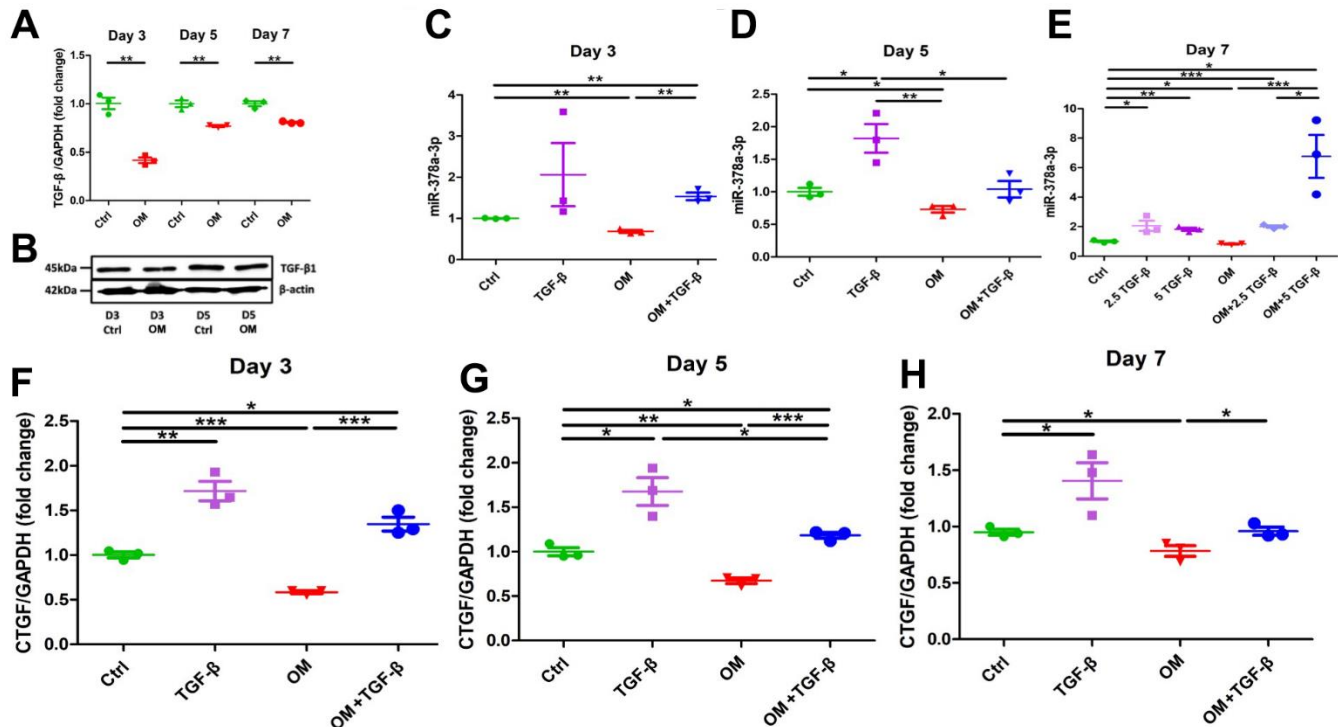 A
Day 3 Day 5 Day 7
** ** **
TGF-β /GAPDH (fold change)
1.5
1.0
0.5
0.0
Ctrl OM Ctrl OM Ctrl OM
B
45kDa TGF-β1
42kDa β-actin
D3 D3 D5 D5
Ctrl OM Ctrl OM
C
Day 3
**
** **
miR-378a-3p
4
3
2
1
0
Ctrl TGF-β OM OM+TGF-β
D
Day 5
* *
*
**
miR-378a-3p
2.5
2.0
1.5
1.0
0.5
0.0
Ctrl TGF-β OM OM+TGF-β
E
Day 7
*
***
* ***
** *
*
miR-378a-3p
10
8
6
4
2
0
Ctrl 2.5 TGF-β 5 TGF-β OM OM+2.5 TGF-β OM+5 TGF-β
F
Day 3
*
*** ***
**
CTGF/GAPDH (fold change)
2.5
2.0
1.5
1.0
0.5
0.0
Ctrl TGF-β OM OM+TGF-β
G
Day 5
*
** ***
* *
CTGF/GAPDH (fold change)
2.5
2.0
1.5
1.0
0.5
0.0
Ctrl TGF-β OM OM+TGF-β
H
Day 7
* *
*
CTGF/GAPDH (fold change)
2.0
1.5
1.0
0.5
0.0
Ctrl TGF-β OM OM+TGF-β